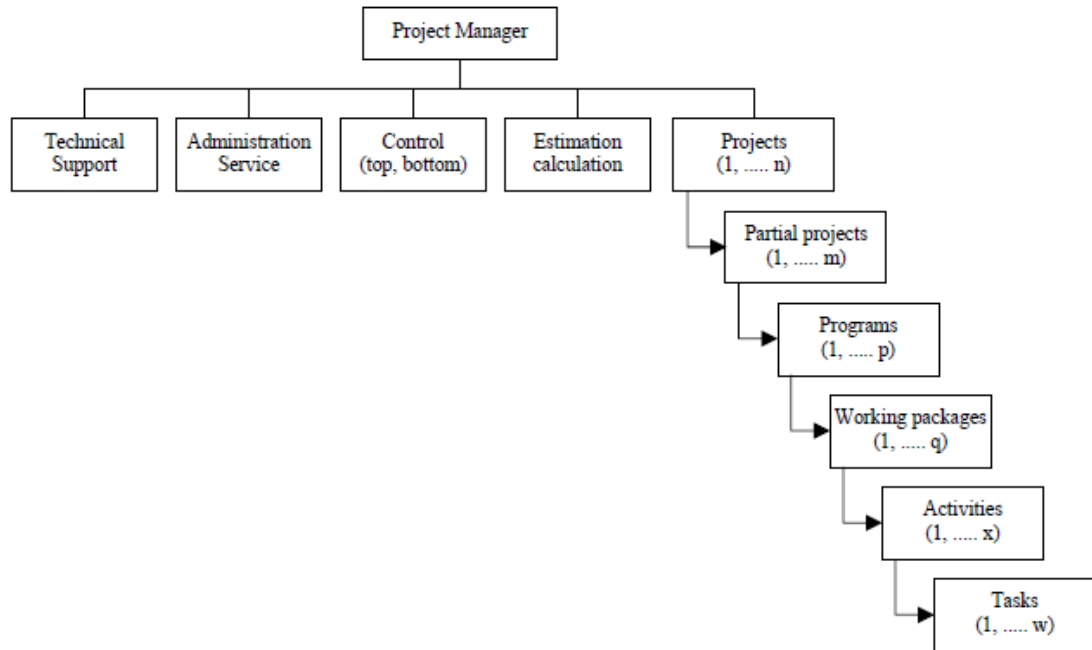 Project Manager
Technical
Support
Administration
Service
Control
(top, bottom)
Estimation
calculation
Projects
(1, ..... n)
Partial projects
(1, ..... m)
Programs
(1, ..... p)
Working packages
(1, ..... q)
Activities
(1, ..... x)
Tasks
(1, ..... w)